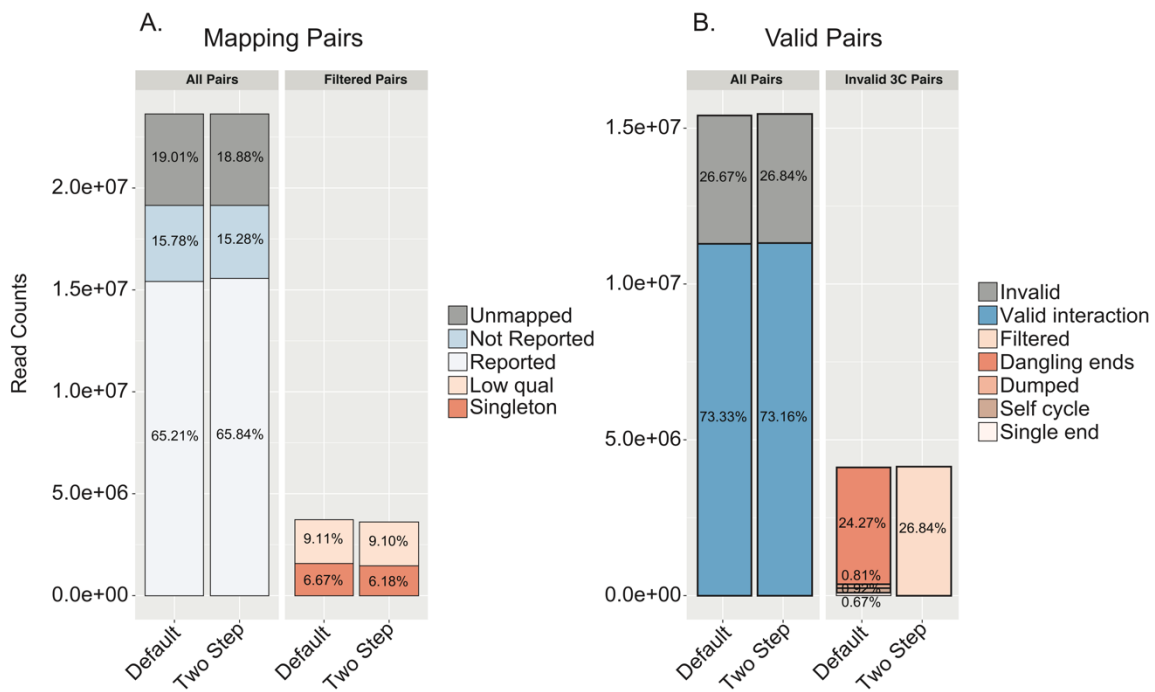 A.
Mapping Pairs
All Pairs
Filtered Pairs
Read Counts
2.0e+07
1.5e+07
1.0e+07
5.0e+06
0.0e+00
19.01%
18.88%
15.78%
15.28%
65.21%
65.84%
9.11%
9.10%
6.67%
6.18%
Default
Two Step
Default
Two Step
Unmapped
Not Reported
Reported
Low qual
Singleton
B.
Valid Pairs
All Pairs
Invalid 3C Pairs
1.5e+07
1.0e+07
5.0e+06
0.0e+00
26.67%
26.84%
73.33%
73.16%
24.27%
26.84%
0.81%
0.92%
0.67%
Default
Two Step
Default
Two Step
Invalid
Valid interaction
Filtered
Dangling ends
Dumped
Self cycle
Single end